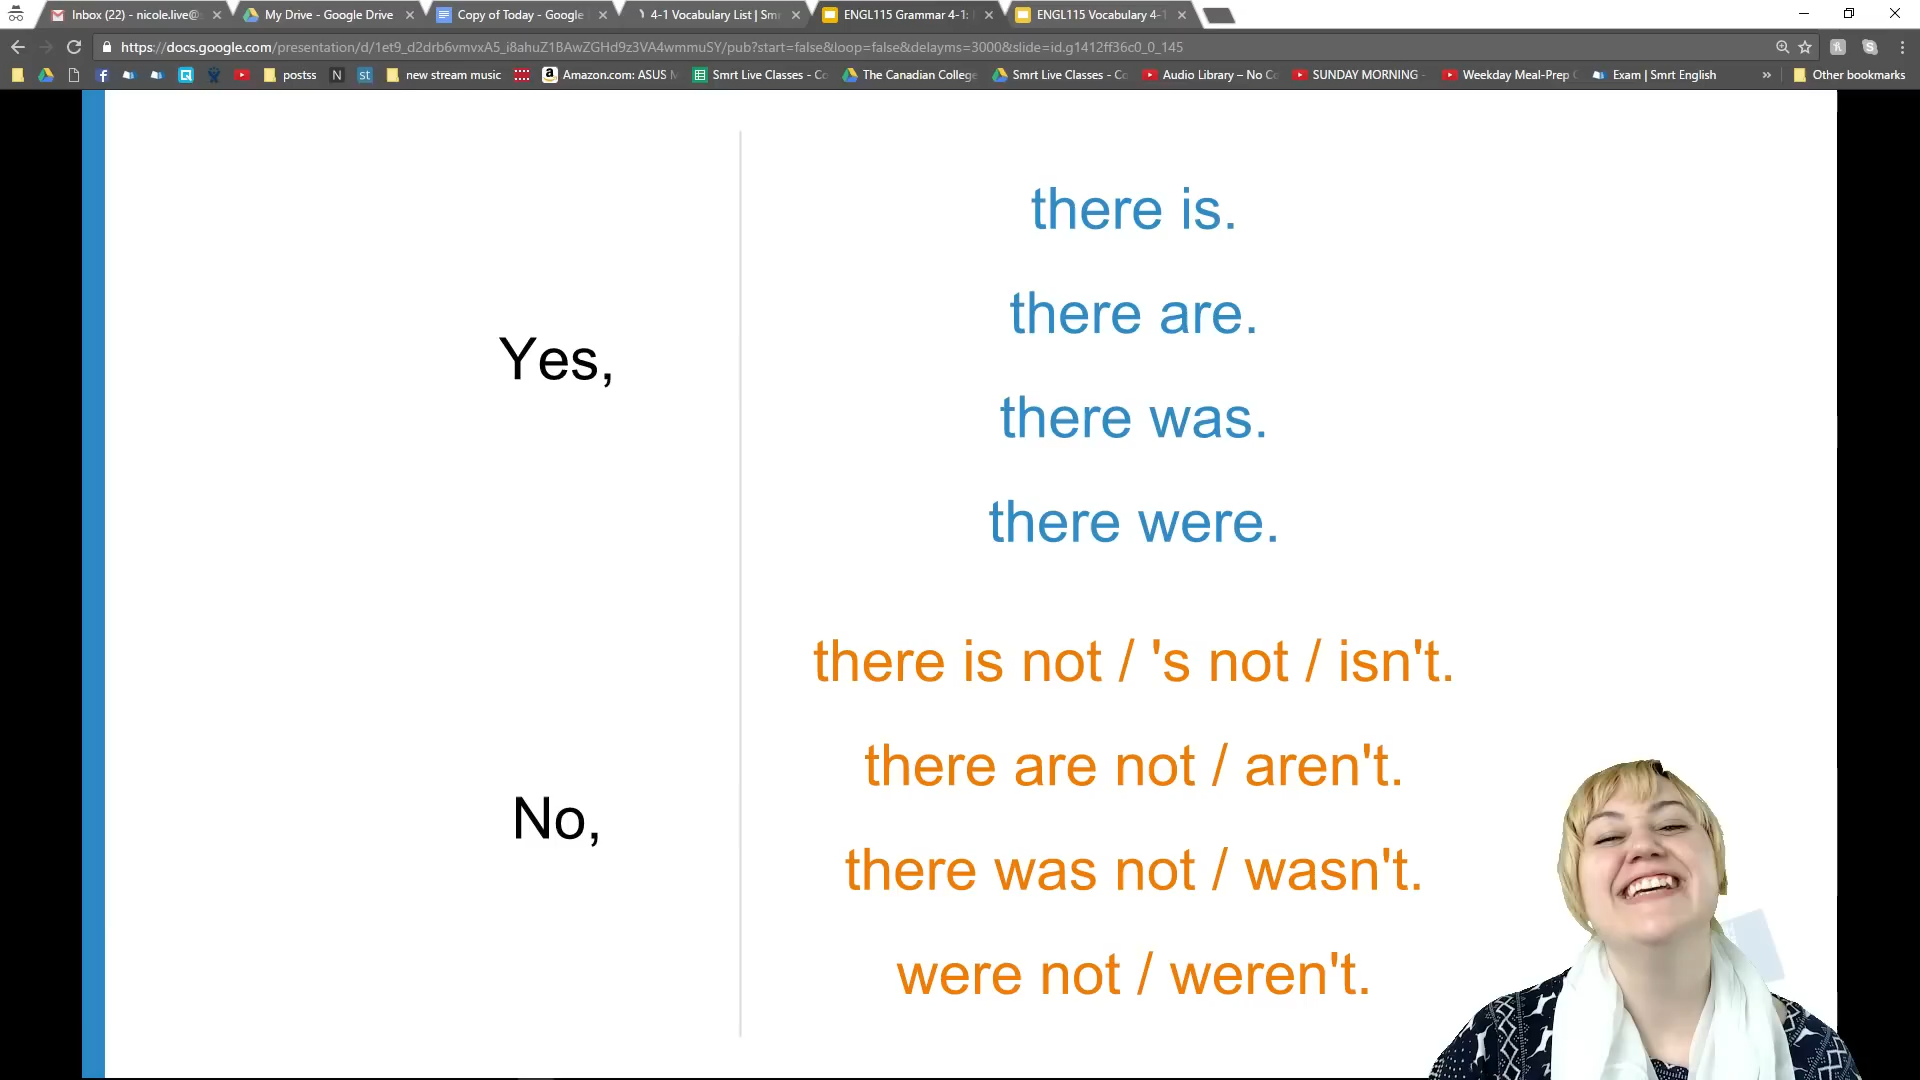 Inbox (22) - nicole.live@
My Drive - Google Drive
Copy of Today - Google
4-1 Vocabulary List | Smr
ENGL115 Grammar 4-1:
ENGL115 Vocabulary 4-1
https://docs.google.com/presentation/d/1et9_d2drb6vmvxA5_i8ahuZ1BAwZGHd9z3VA4wmmuSY/pub?start=false&loop=false&delayms=3000&slide=id.g1412ff36c0_0_145
postss
N
st
new stream music
Amazon.com: ASUS
Smrt Live Classes - Co
The Canadian College
Smrt Live Classes - Co
Audio Library – No Co
SUNDAY MORNING -
Weekday Meal-Prep
Exam | Smrt English
»
Other bookmarks
Yes,
there is.
there are.
there was.
there were.
No,
there is not / 's not / isn't.
there are not / aren't.
there was not / wasn't.
were not / weren't.